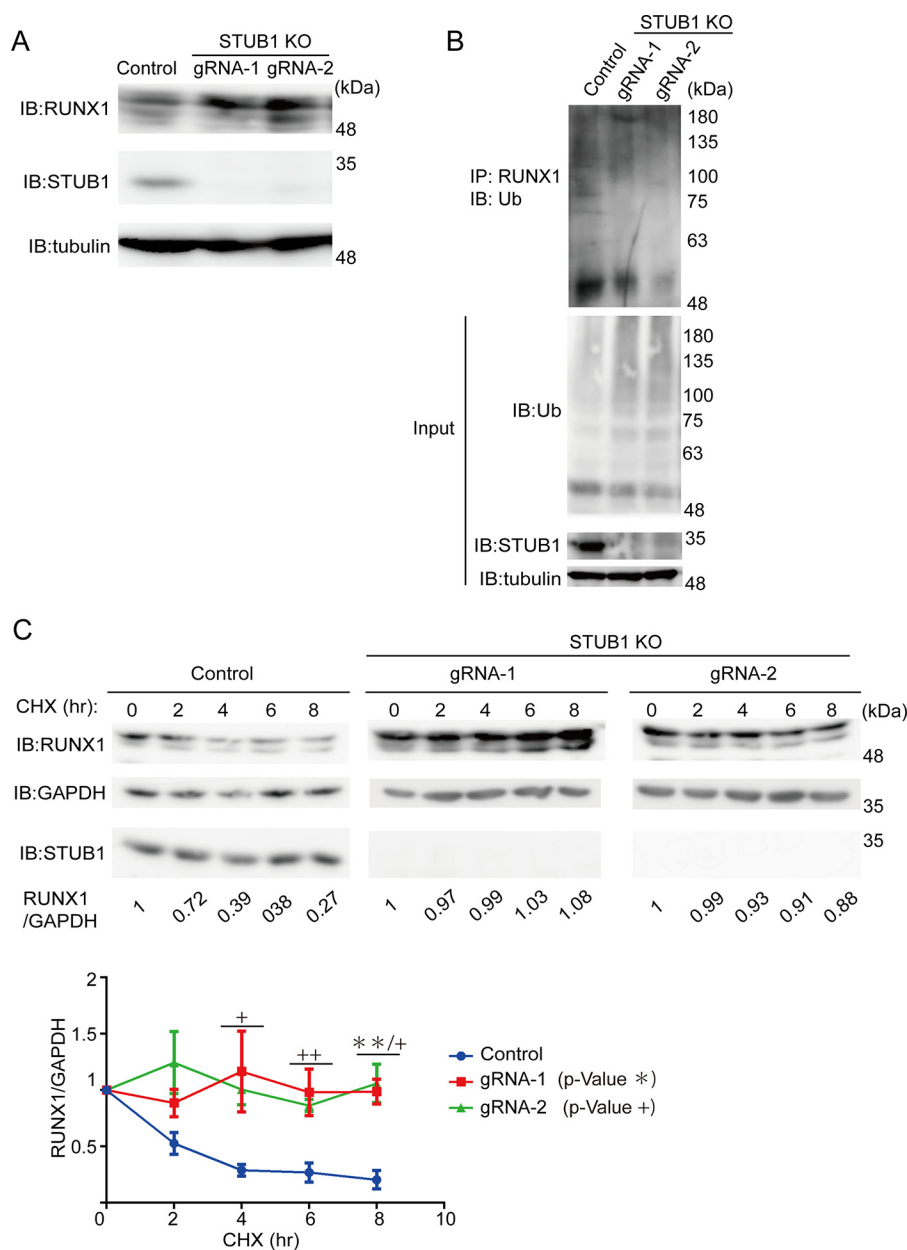 A
STUB1 KO
Control gRNA-1 gRNA-2
(kDa)
IB:RUNX1
48
35
IB:STUB1
IB:tubulin
48
B
STUB1 KO
Control gRNA-1 gRNA-2
(kDa)
180
135
IP: RUNX1
IB: Ub
100
75
63
48
Input
180
135
100
IB:Ub
75
63
48
IB:STUB1
35
IB:tubulin
48
C
STUB1 KO
Control gRNA-1 gRNA-2
CHX (hr): 0 2 4 6 8 0 2 4 6 8 0 2 4 6 8 (kDa)
IB:RUNX1
48
IB:GAPDH
35
35
IB:STUB1
RUNX1
/GAPDH
1 0.72 0.39 038 0.27 1 0.97 0.99 1.03 1.08 1 0.99 0.93 0.91 0.88
RUNX1/GAPDH
2
1.5
1
0.5
+
++
**/+
Control
gRNA-1 (p-Value *)
gRNA-2 (p-Value +)
0 2 4 6 8 10
CHX (hr)